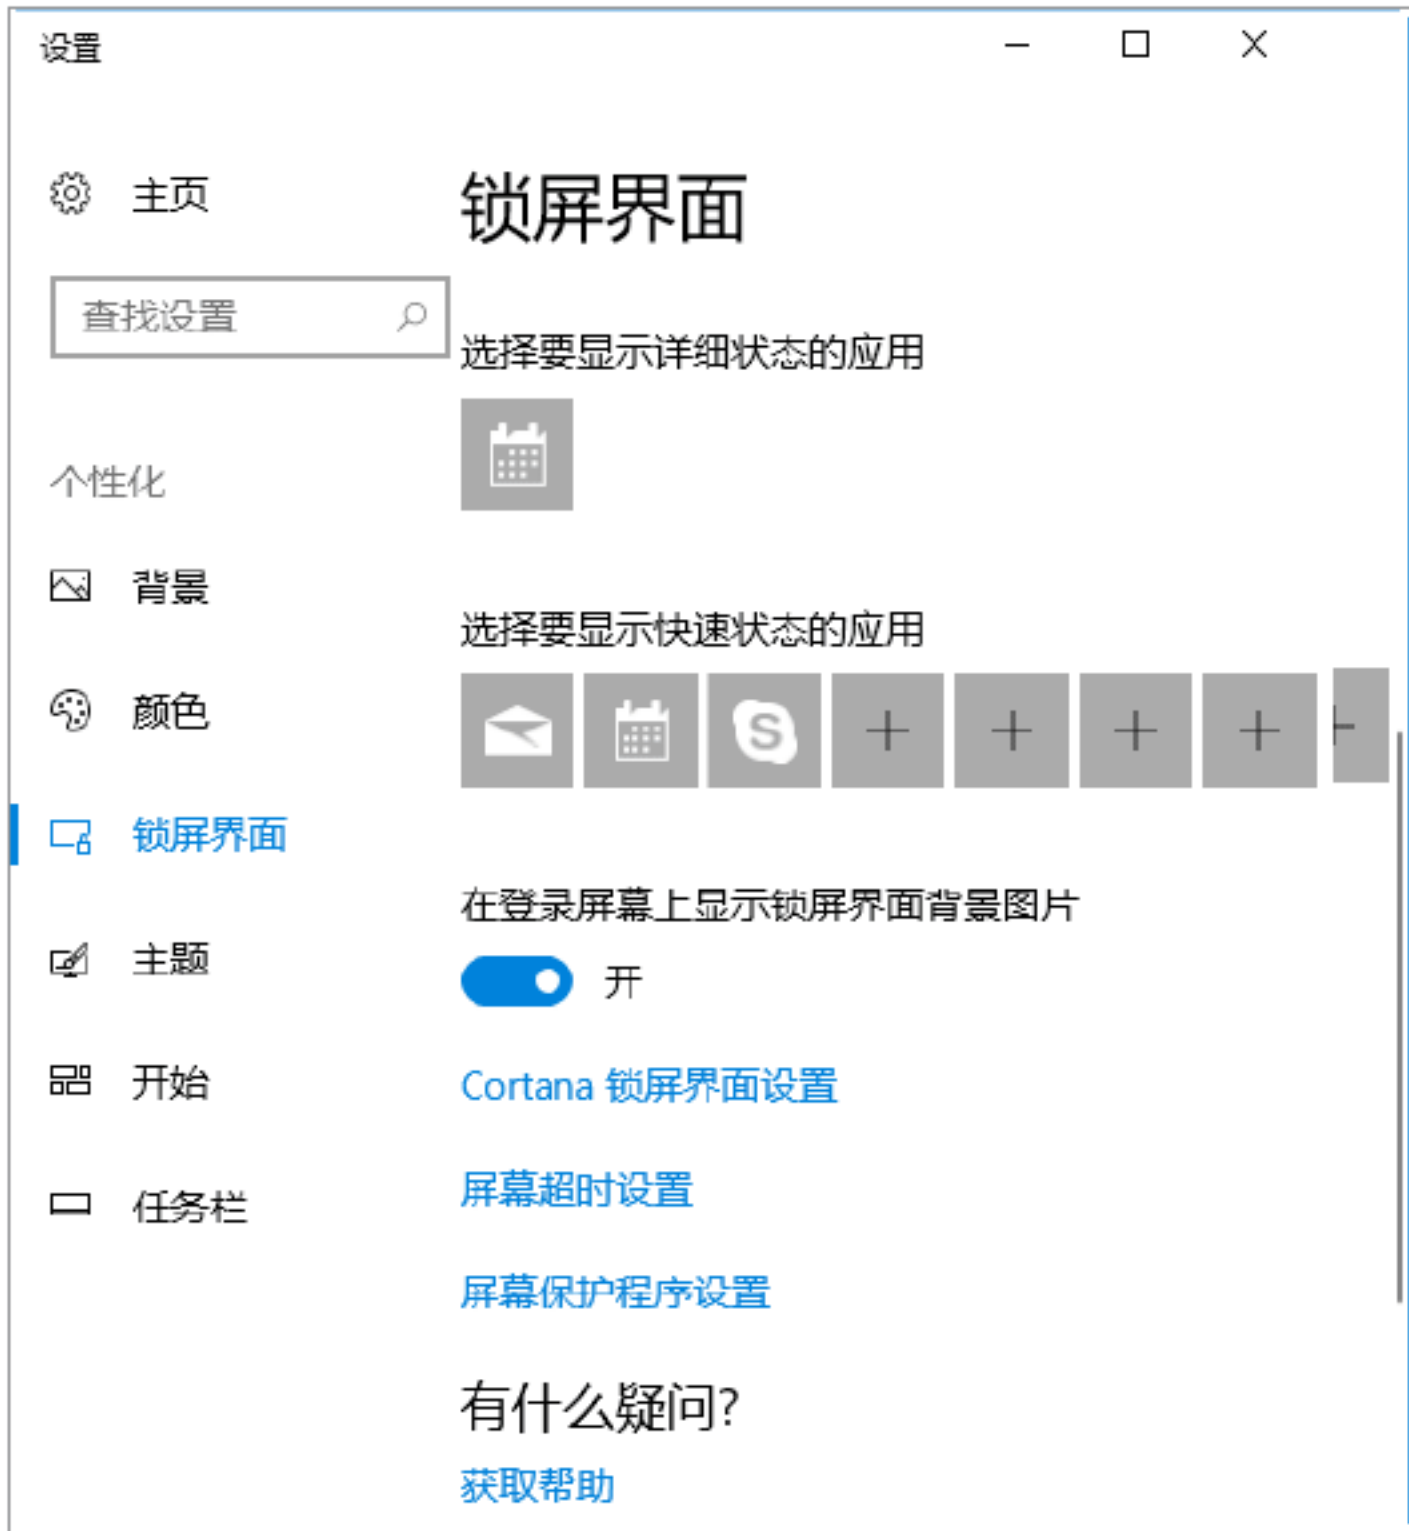 设置
主页
查找设置
个性化
背景
颜色
锁屏界面
主题
开始
任务栏
锁屏界面
选择要显示详细状态的应用
选择要显示快速状态的应用
在登录屏幕上显示锁屏界面背景图片
开
Cortana 锁屏界面设置
屏幕超时设置
屏幕保护程序设置
有什么疑问?
获取帮助